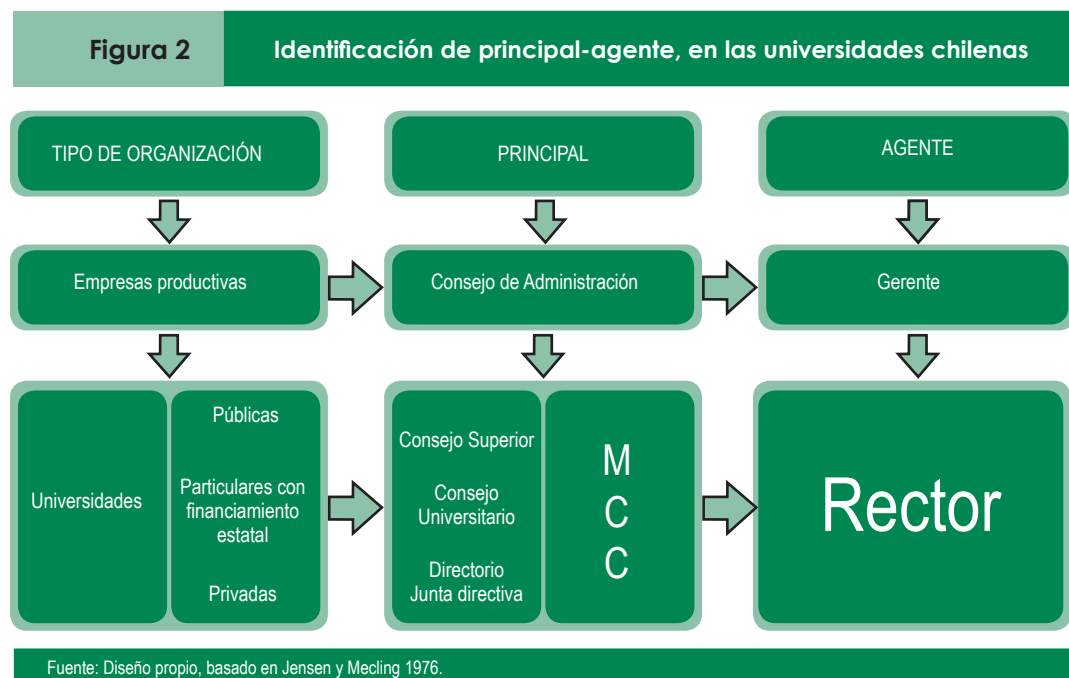 Figura 2
Identificación de principal-agente, en las universidades chilenas
TIPO DE ORGANIZACIÓN
PRINCIPAL
AGENTE
Empresas productivas
Consejo de Administración
Gerente
Universidades
Públicas
Particulares con
financiamiento
estatal
Privadas
Consejo Superior
Consejo
Universitario
Directorio
Junta directiva
M
C
C
Rector
Fuente: Diseño propio, basado en Jensen y Mecling 1976.